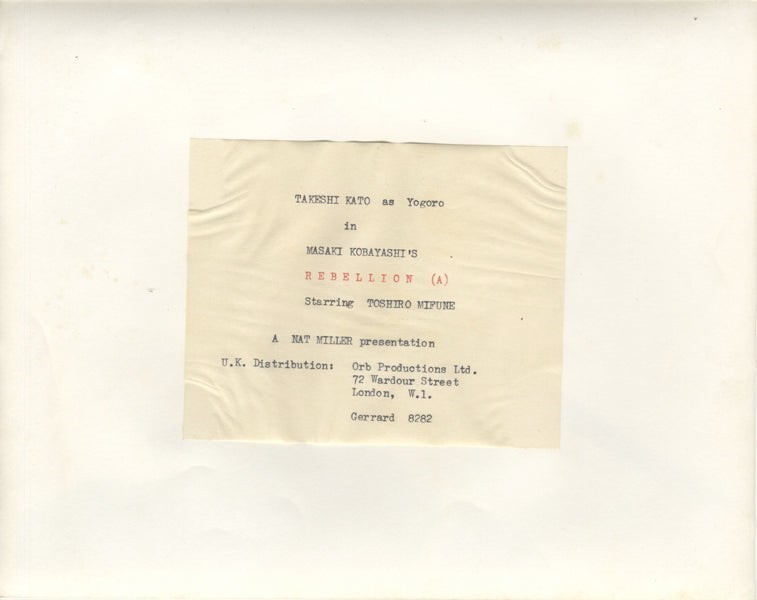 TAKESHI KATO as Yogoro
in
MASAKI KOBAYASHI'S
REBELLION (A)
Starring TOSHIRO MIFUNE
A NAT MILLER presentation
U.K. Distribution: Orb Productions Ltd.
72 Wardour Street
London, W.1.
Gerrard 8282